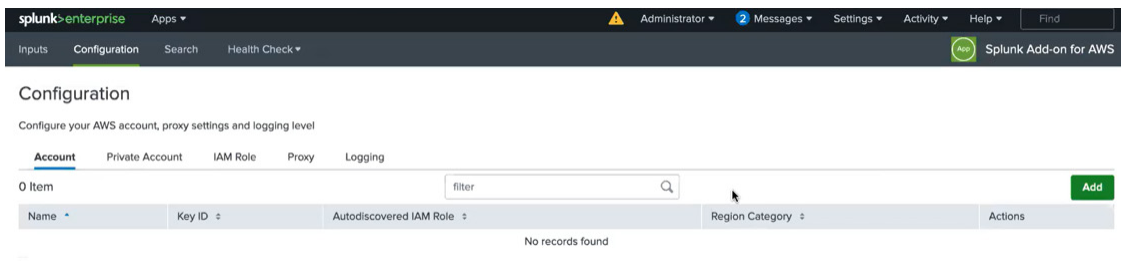 splunk>enterprise Apps ▾ Administrator ▾ 2 Messages ▾ Settings ▾ Activity ▾ Help ▾ Find
Inputs Configuration Search Health Check ▾ App Splunk Add-on for AWS
Configuration
Configure your AWS account, proxy settings and logging level
Account Private Account IAM Role Proxy Logging
0 Item filter Add
Name Key ID Autodiscovered IAM Role Region Category Actions
No records found